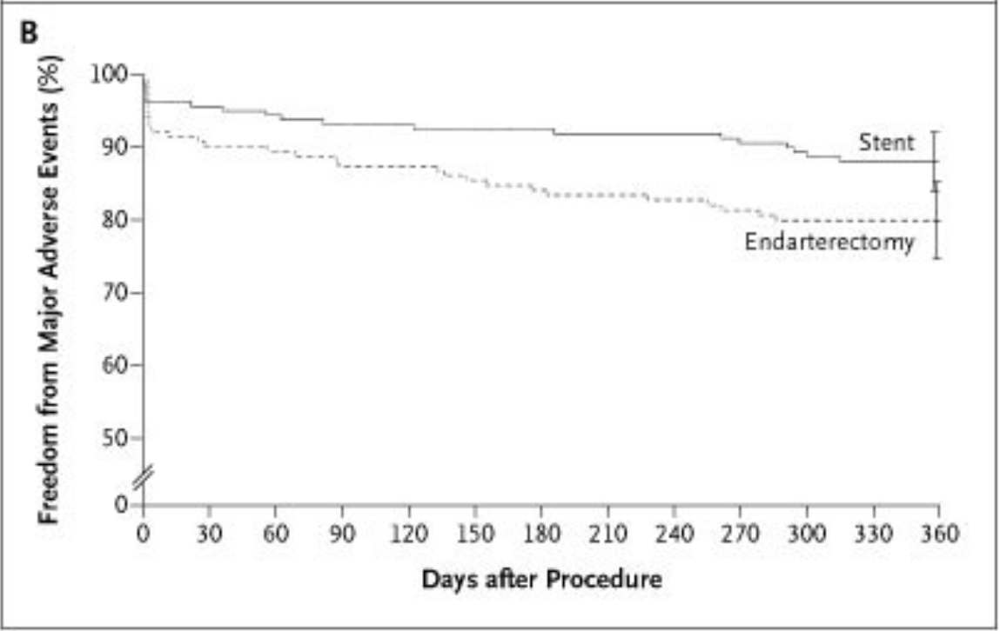 B
Freedom from Major Adverse Events (%)
100
90
80
70
60
50
0
Stent
Endarterectomy
0 30 60 90 120 150 180 210 240 270 300 330 360
Days after Procedure